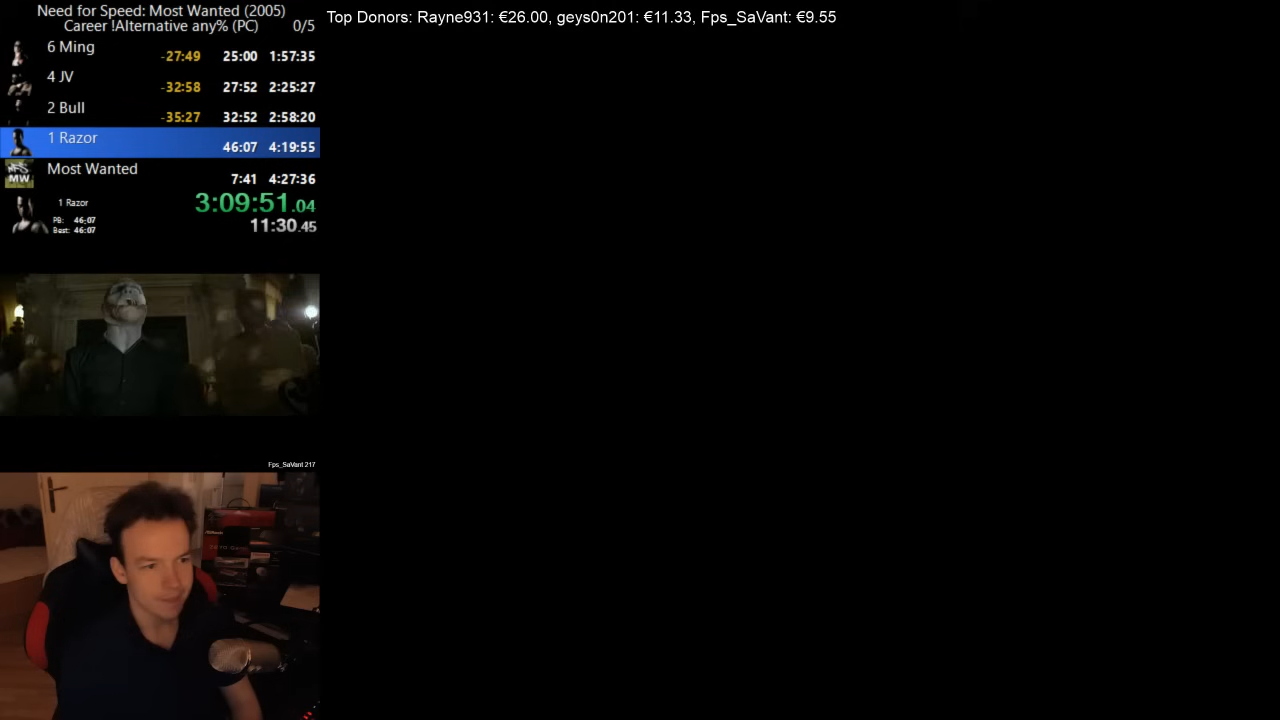 Need for Speed: Most Wanted (2005)
Career !Alternative any% (PC) 0/5
6 Ming -27:49 25:00 1:57:35
4 JV -32:58 27:52 2:25:27
2 Bull -35:27 32:52 2:58:20
1 Razor 46:07 4:19:55
Most Wanted 7:41 4:27:36
MW
3:09:51.04
1 Razor
PB: 46:07
Best: 46:07
11:30.45
Top Donors: Rayne931: €26.00, geys0n201: €11.33, Fps_SaVant: €9.55
Fps_SaVant 217